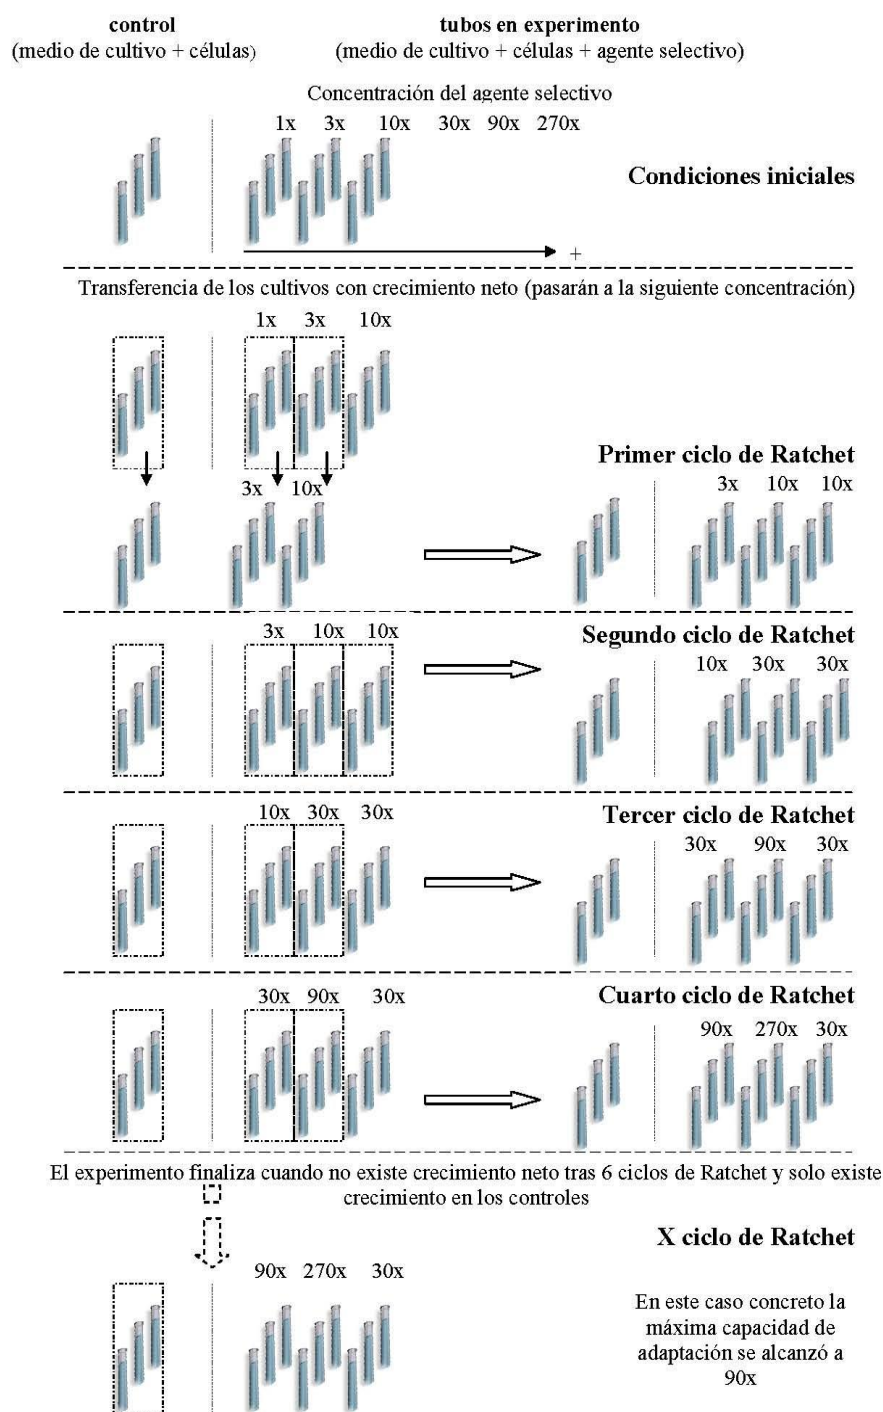 control
(medio de cultivo + células)
tubos en experimento
(medio de cultivo + células + agente selectivo)
Concentración del agente selectivo
1x 3x 10x 30x 90x 270x
Condiciones iniciales
+
Transferencia de los cultivos con crecimiento neto (pasarán a la siguiente concentración)
1x 3x 10x
Primer ciclo de Ratchet
3x 10x
3x 10x 10x
Segundo ciclo de Ratchet
3x 10x 10x
10x 30x 30x
Tercer ciclo de Ratchet
10x 30x 30x
30x 90x 30x
Cuarto ciclo de Ratchet
30x 90x 30x
90x 270x 30x
El experimento finaliza cuando no existe crecimiento neto tras 6 ciclos de Ratchet y solo existe
crecimiento en los controles
X ciclo de Ratchet
90x 270x 30x
En este caso concreto la
máxima capacidad de
adaptación se alcanzó a
90x